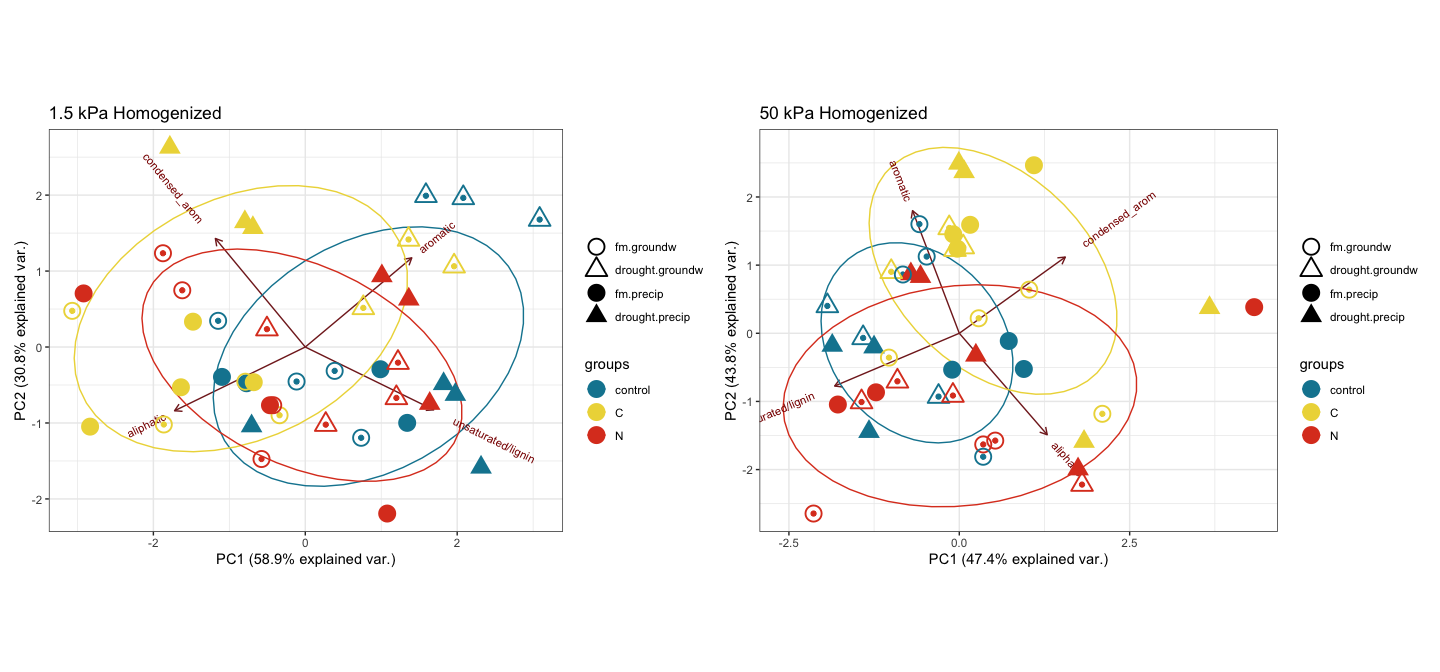 1.5 kPa Homogenized
condensed_arom
aromatic
aliphatic
unsaturated/lignin
2
1
0
-1
-2
-2
0
2
PC1 (58.9% explained var.)
PC2 (30.8% explained var.)
fm.groundw
drought.groundw
fm.precip
drought.precip
groups
control
C
N
50 kPa Homogenized
aromatic
condensed_arom
urated/lignin
alipha
2
1
0
-1
-2
-2.5
0.0
2.5
PC1 (47.4% explained var.)
PC2 (43.8% explained var.)
fm.groundw
drought.groundw
fm.precip
drought.precip
groups
control
C
N